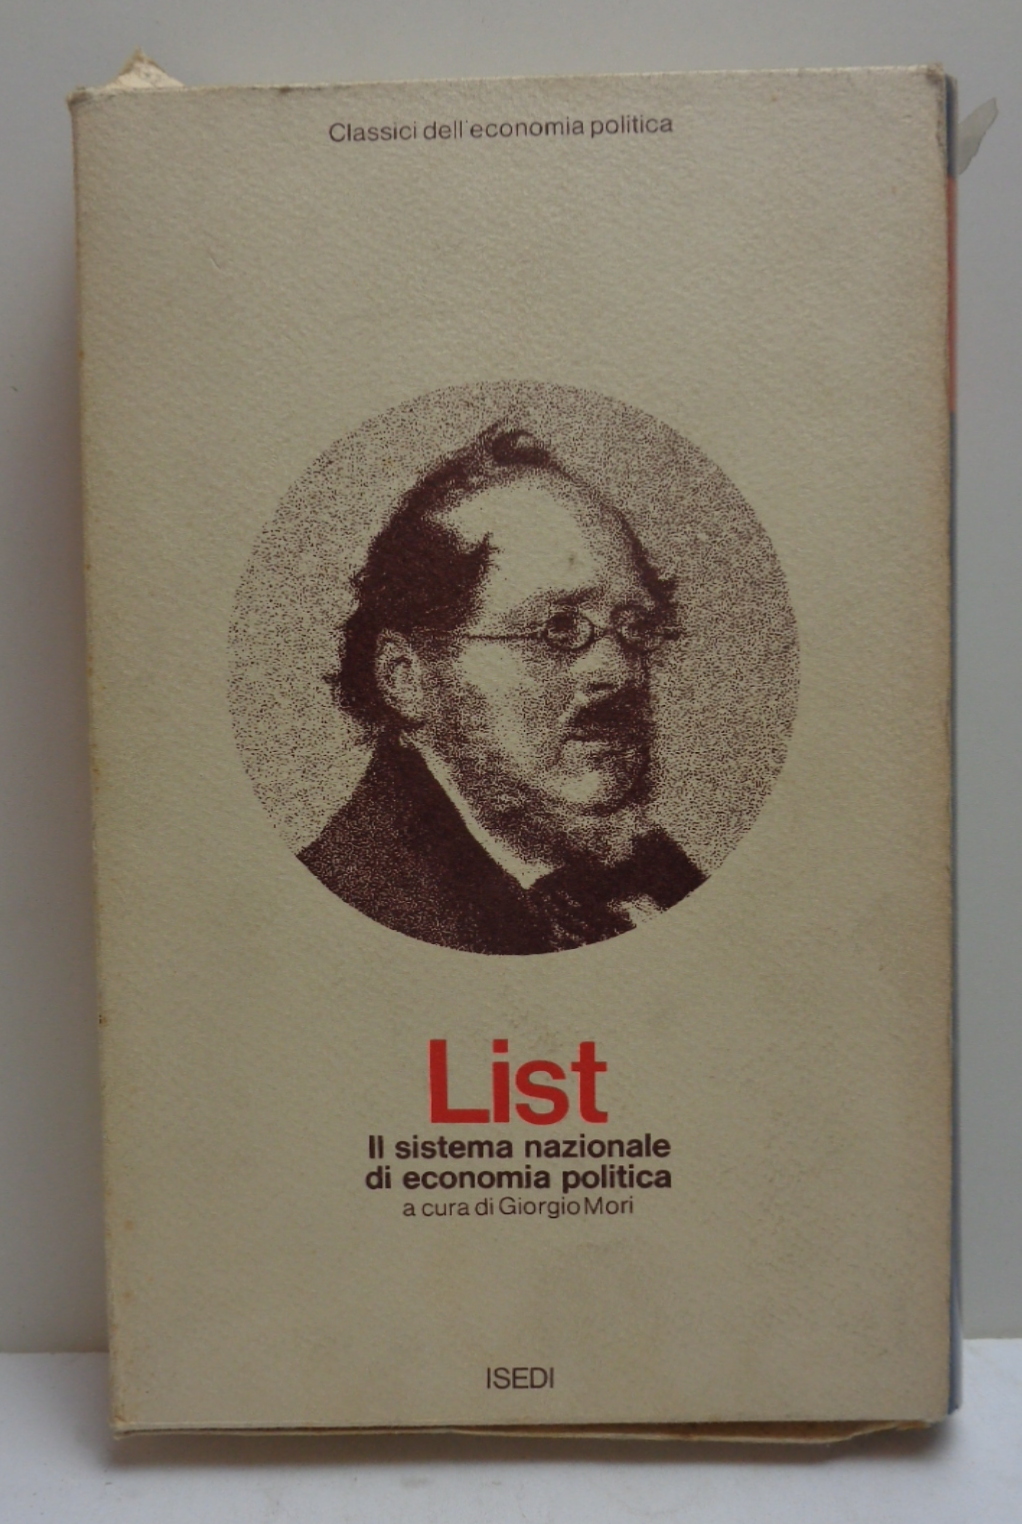 Classici dell'economia politica
List
Il sistema nazionale
di economia politica
a cura di Giorgio Mori
ISEDI